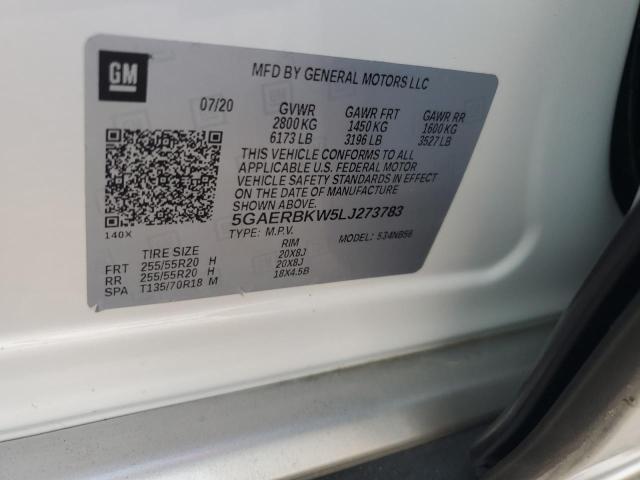 GM
MFD BY GENERAL MOTORS LLC
07/20 GVWR GAWR FRT GAWR RR
2800 KG 1450 KG 1600 KG
6173 LB 3196 LB 3527 LB
THIS VEHICLE CONFORMS TO ALL
APPLICABLE U.S. FEDERAL MOTOR
VEHICLE SAFETY STANDARDS IN EFFECT
ON THE DATE OF MANUFACTURE
SHOWN ABOVE.
5GAERBKW5LJ273783
140X TYPE: M.P.V. MODEL: 534NB56
TIRE SIZE RIM
FRT 255/55R20 H 20X8J
RR 255/55R20 H 20X8J
SPA T135/70R18 M 18X4.5B